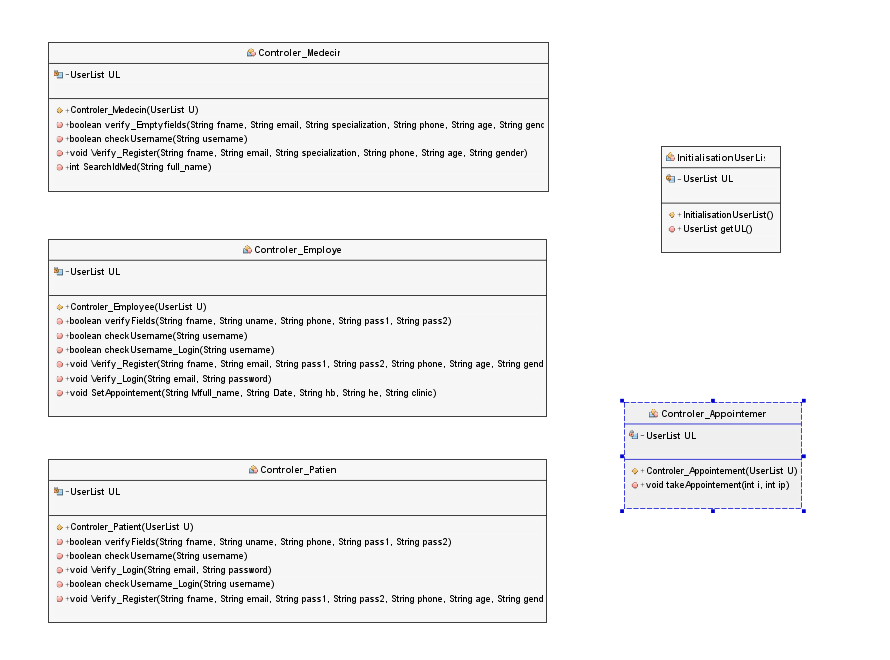 Controler_Medecir
-UserList UL
+Controler_Medecin(UserList U)
+boolean verify_Emptyfields(String fname, String email, String specialization, String phone, String age, String gend
+boolean checkUsername(String username)
+void Verify_Register(String fname, String email, String specialization, String phone, String age, String gender)
+int SearchIdMed(String full_name)
InitialisationUserLis
- UserList UL
+ InitialisationUserList()
+ UserList getUL()
Controler_Employe
-UserList UL
+Controler_Employee(UserList U)
+boolean verifyFields(String fname, String uname, String phone, String pass1, String pass2)
+boolean checkUsername(String username)
+boolean checkUsername_Login(String username)
+void Verify_Register(String fname, String email, String pass1, String pass2, String phone, String age, String gend
+void Verify_Login(String email, String password)
+void SetAppointement(String Mfull_name, String Date, String hb, String he, String clinic)
Controler_Appointemer
- UserList UL
+ Controler_Appointement(UserList U)
+ void takeAppointement(int i, int ip)
Controler_Patien
-UserList UL
+Controler_Patient(UserList U)
+boolean verifyFields(String fname, String uname, String phone, String pass1, String pass2)
+boolean checkUsername(String username)
+void Verify_Login(String email, String password)
+boolean checkUsername_Login(String username)
+void Verify_Register(String fname, String email, String pass1, String pass2, String phone, String age, String gend